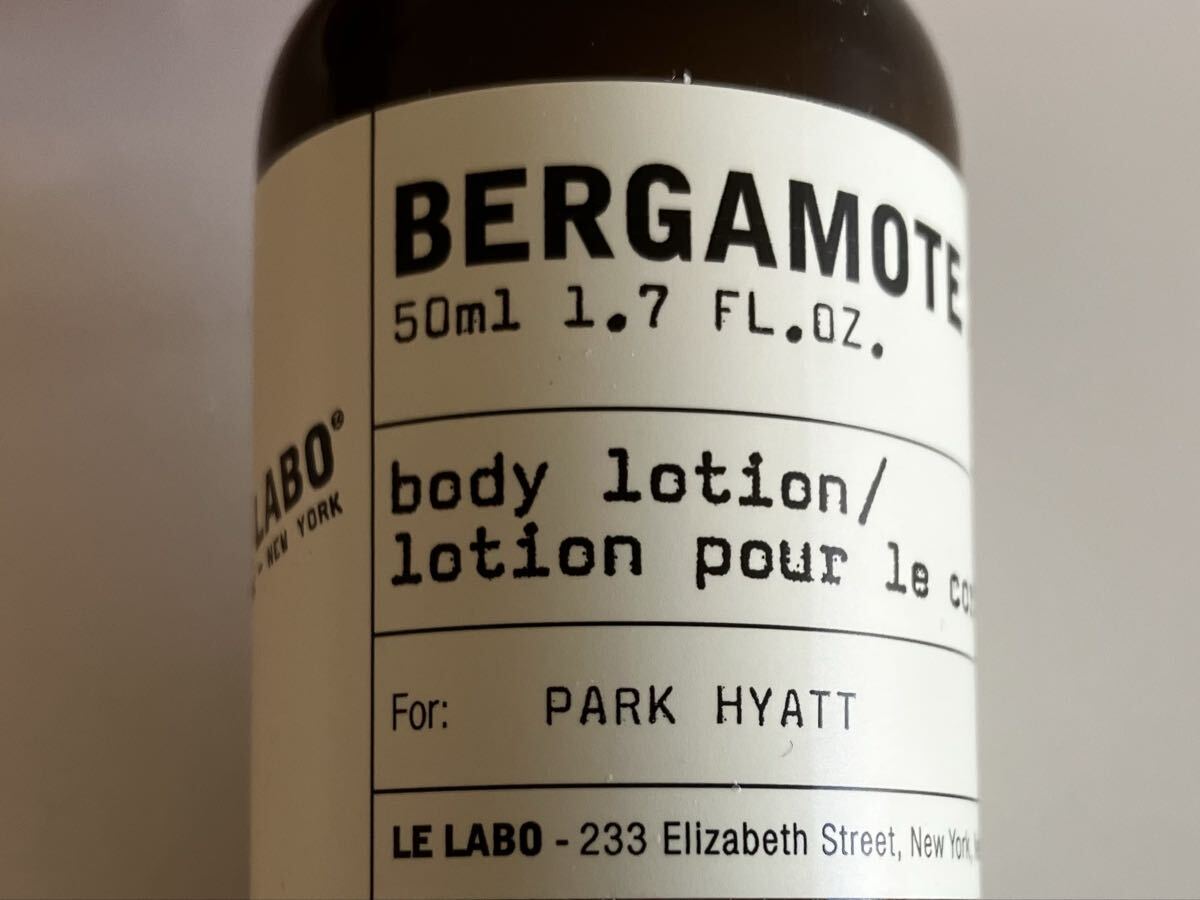 BERGAMOTE
50ml 1.7 FL.OZ.
body lotion/
lotion pour le
For: PARK HYATT
LE LABO - 233 Elizabeth Street, New York,
LABO®
- NEW YORK